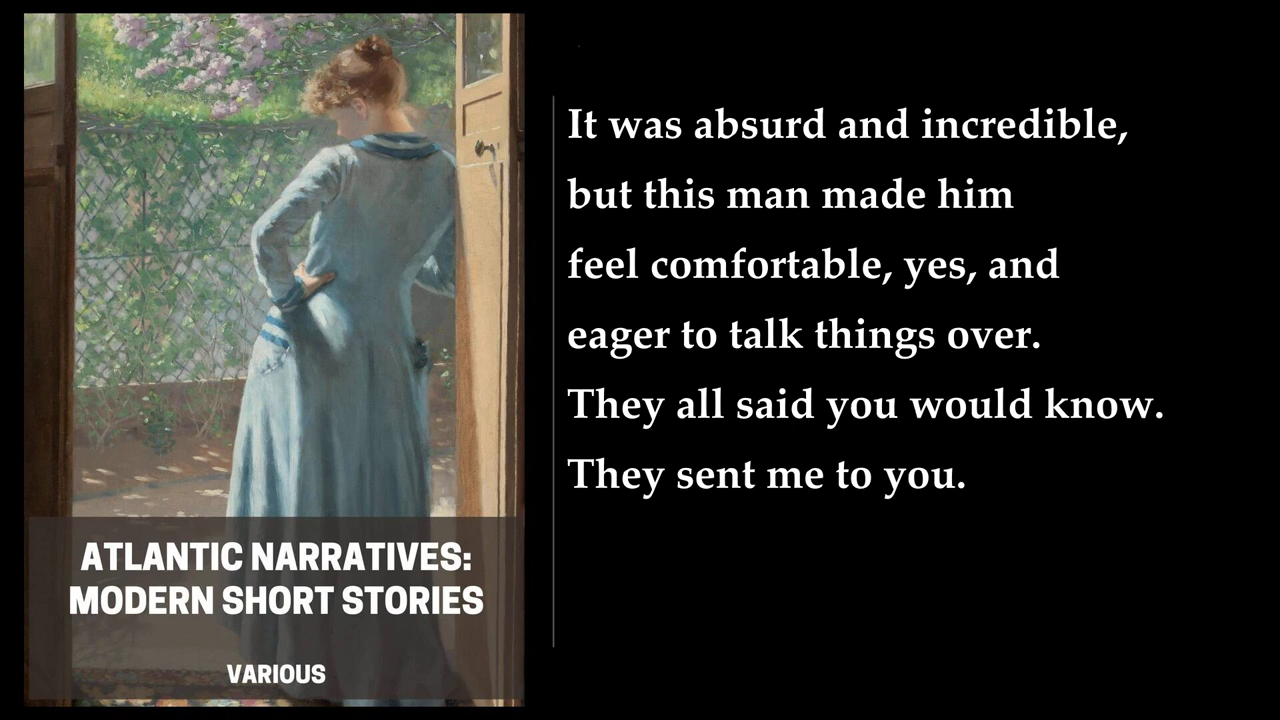 It was absurd and incredible,
but this man made him
feel comfortable, yes, and
eager to talk things over.
They all said you would know.
They sent me to you.
ATLANTIC NARRATIVES:
MODERN SHORT STORIES
VARIOUS